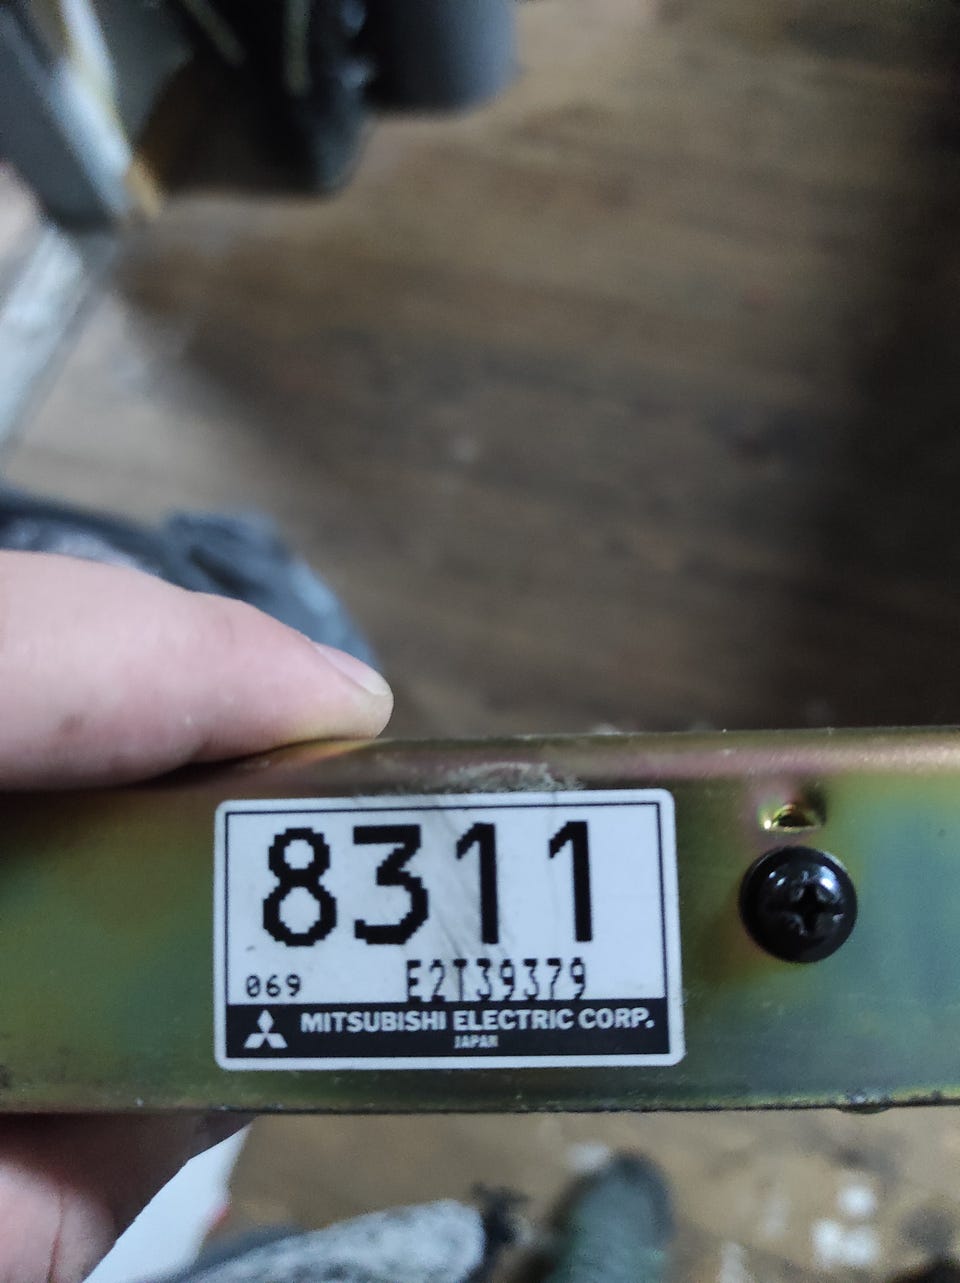 8311
069 E2T39379
MITSUBISHI ELECTRIC CORP.
JAPAN